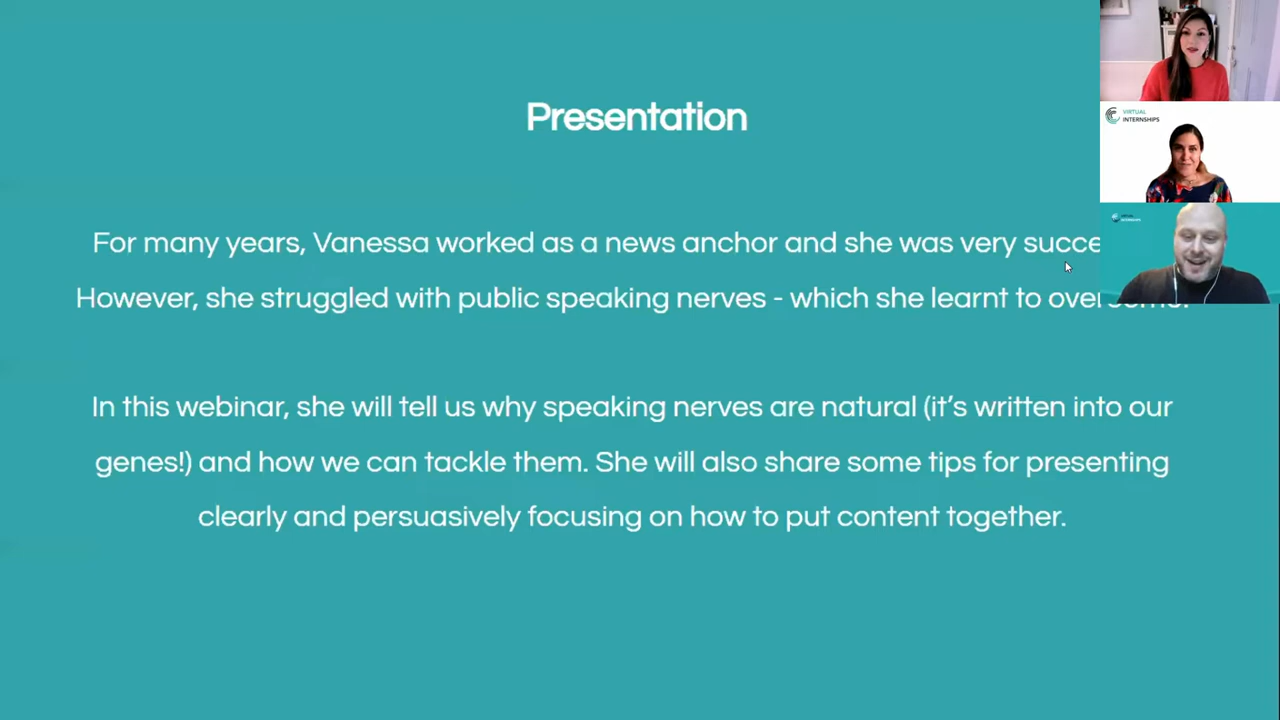 Presentation
For many years, Vanessa worked as a news anchor and she was very
However, she struggled with public speaking nerves - which she learnt to
In this webinar, she will tell us why speaking nerves are natural (it's written into our
genes!) and how we can tackle them. She will also share some tips for presenting
clearly and persuasively focusing on how to put content together.
VIRTUAL
INTERNSHIPS